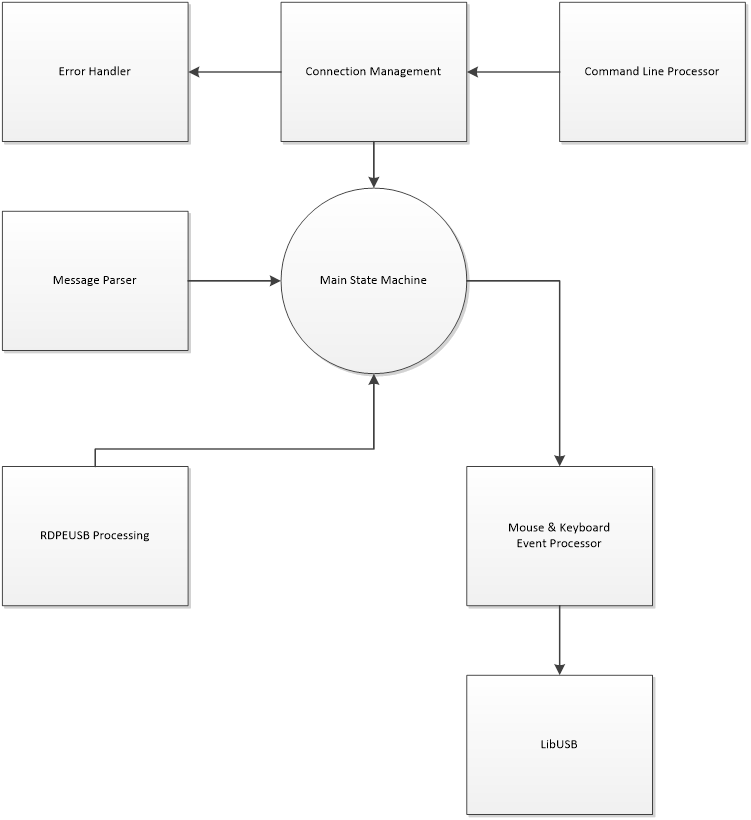 Error Handler
Connection Management
Command Line Processor
Message Parser
Main State Machine
RDPEUSB Processing
Mouse & Keyboard
Event Processor
LibUSB